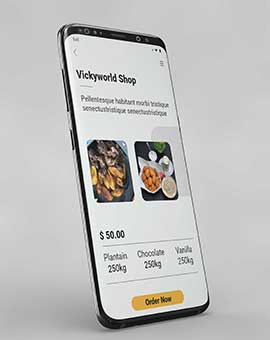 Vickyworld Shop
Pellentesque habitant morbi tristique
senectustristique senectustristique
$ 50.00
Plantain Chocolate Vanilla
250kg 250kg 250kg
Order Now